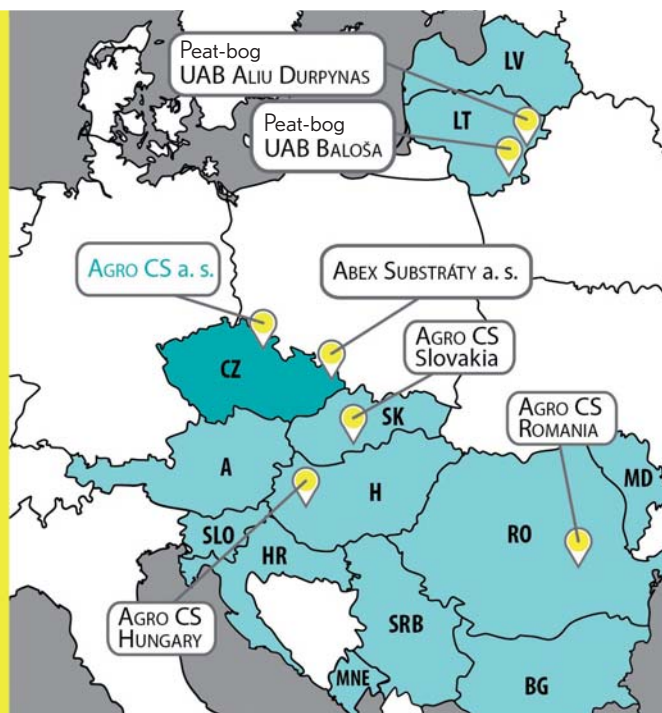 Peat-bog
UAB ALIU DURPYNAS
LV
LT
Peat-bog
UAB BALOŠA
AGRO CS a. s.
ABEX SUBSTRÁTY a. s.
AGRO CS
Slovakia
CZ
AGRO CS
ROMANIA
SK
A
H
MD
RO
SLO
HR
AGRO CS
HUNGARY
SRB
MNE
BG